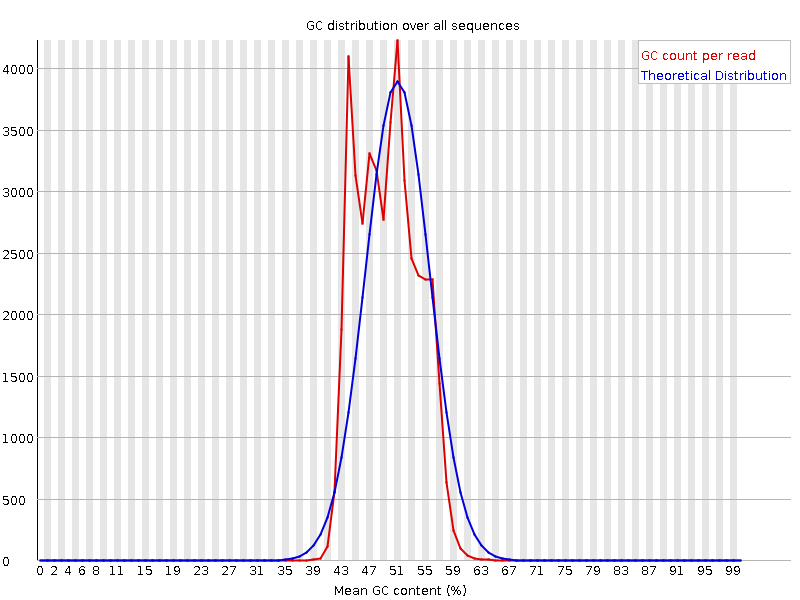 GC distribution over all sequences
GC count per read
Theoretical Distribution
4000
3500
3000
2500
2000
1500
1000
500
0
0 2 4 6 8 11 15 19 23 27 31 35 39 43 47 51 55 59 63 67 71 75 79 83 87 91 95 99
Mean GC content (%)